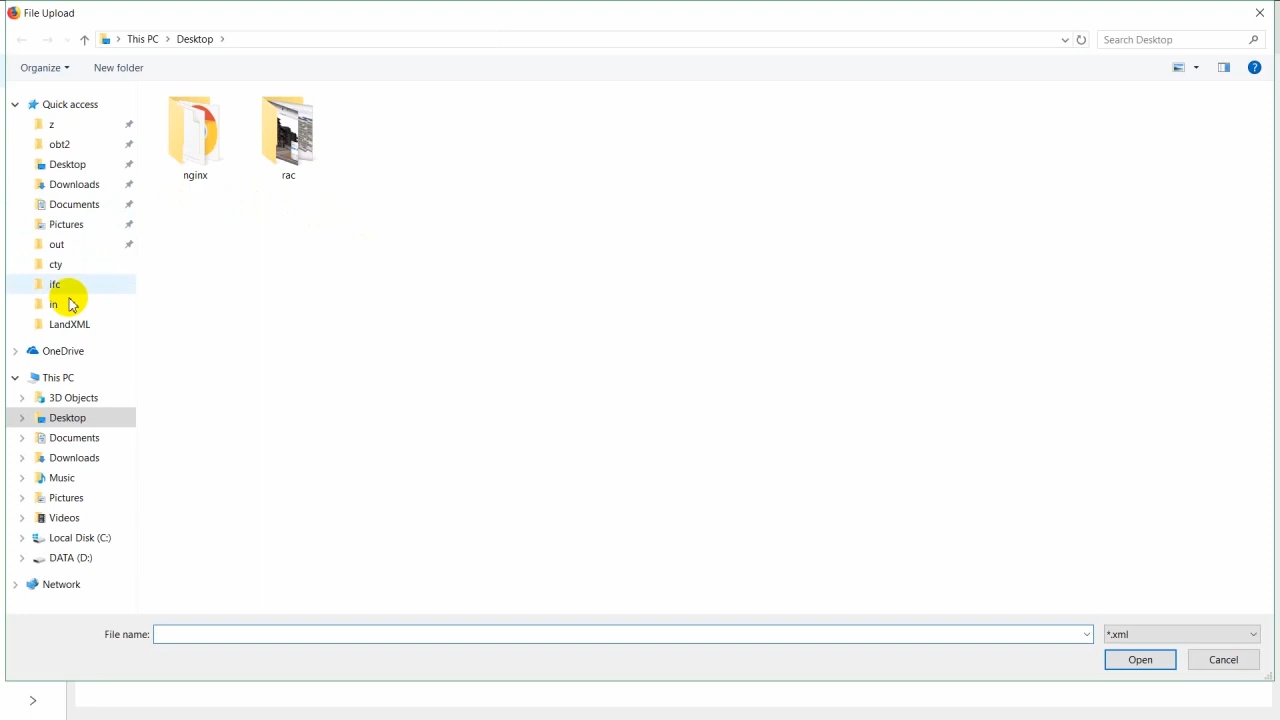 File Upload
This PC
Desktop
Search Desktop
Organize
New folder
?
Quick access
z
obt2
Desktop
Downloads
Documents
Pictures
out
cty
ifc
in
LandXML
OneDrive
This PC
3D Objects
Desktop
Documents
Downloads
Music
Pictures
Videos
Local Disk (C:)
DATA (D:)
Network
nginx
rac
File name:
*.xml
Open
Cancel